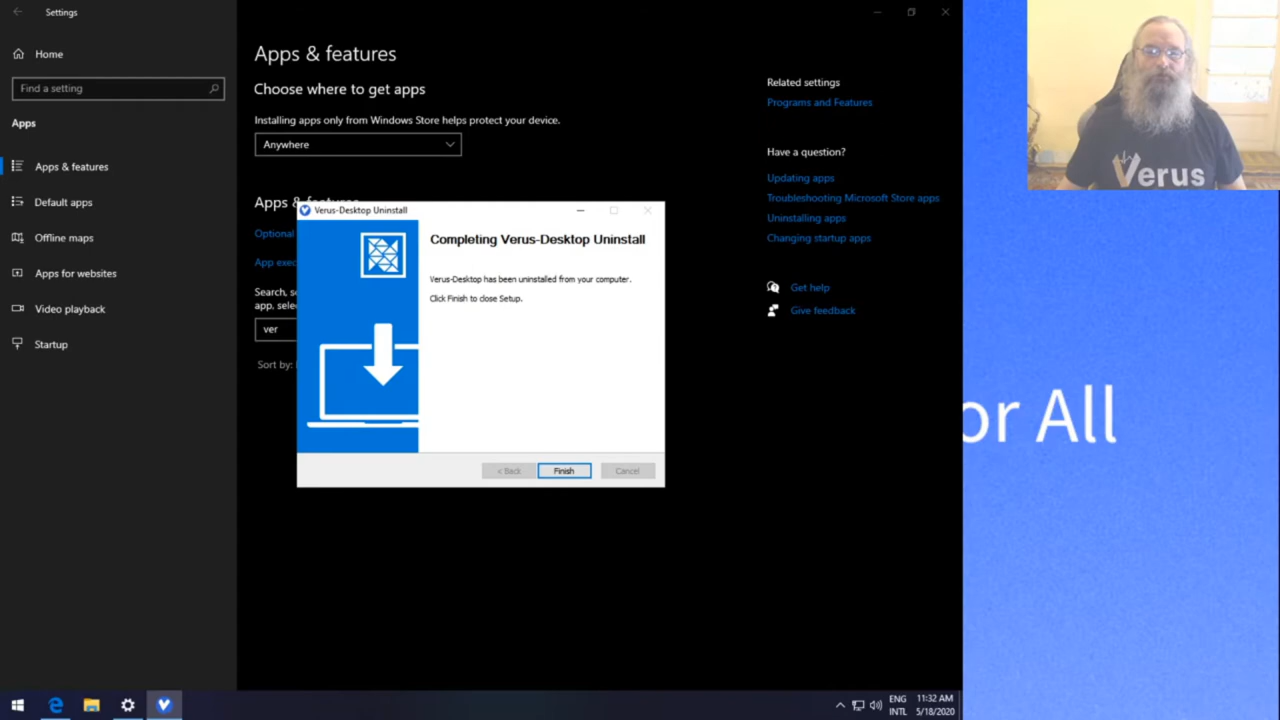 Settings
Home
Find a setting
Apps
Apps & features
Default apps
Offline maps
Apps for websites
Video playback
Startup
Apps & features
Choose where to get apps
Installing apps only from Windows Store helps protect your device.
Anywhere
Apps & features
Optional
App exec
Search, s
app, sele
ver
Sort by:
Verus-Desktop Uninstall
Completing Verus-Desktop Uninstall
Verus-Desktop has been uninstalled from your computer.
Click Finish to close Setup.
< Back
Finish
Cancel
Related settings
Programs and Features
Have a question?
Updating apps
Troubleshooting Microsoft Store apps
Uninstalling apps
Changing startup apps
Get help
Give feedback
Verus
or All
ENG
INTL
11:32 AM
5/18/2020